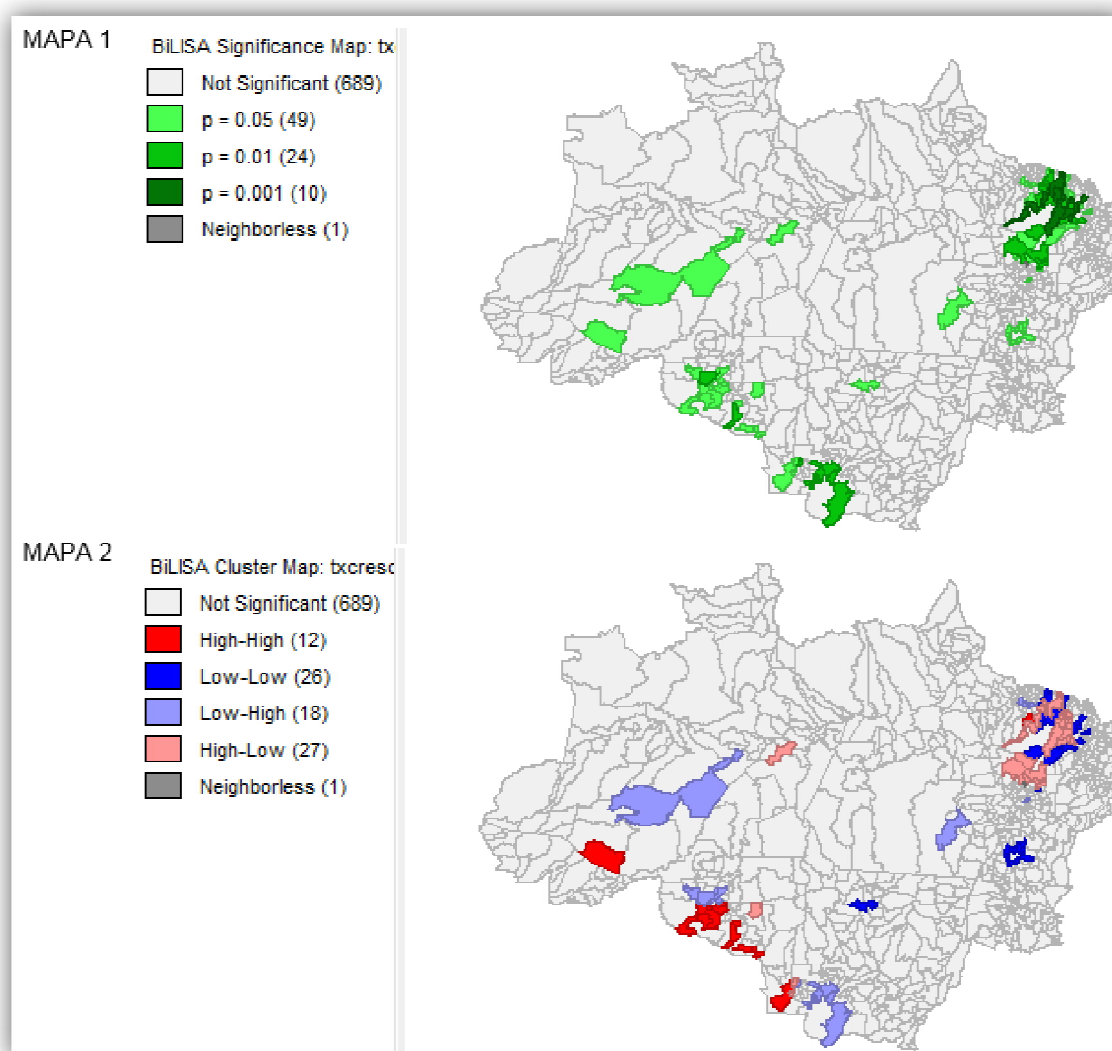 MAPA 1
BiLISA Significance Map: tx
Not Significant (689)
p = 0.05 (49)
p = 0.01 (24)
p = 0.001 (10)
Neighborless (1)
MAPA 2
BiLISA Cluster Map: txcresc
Not Significant (689)
High-High (12)
Low-Low (26)
Low-High (18)
High-Low (27)
Neighborless (1)